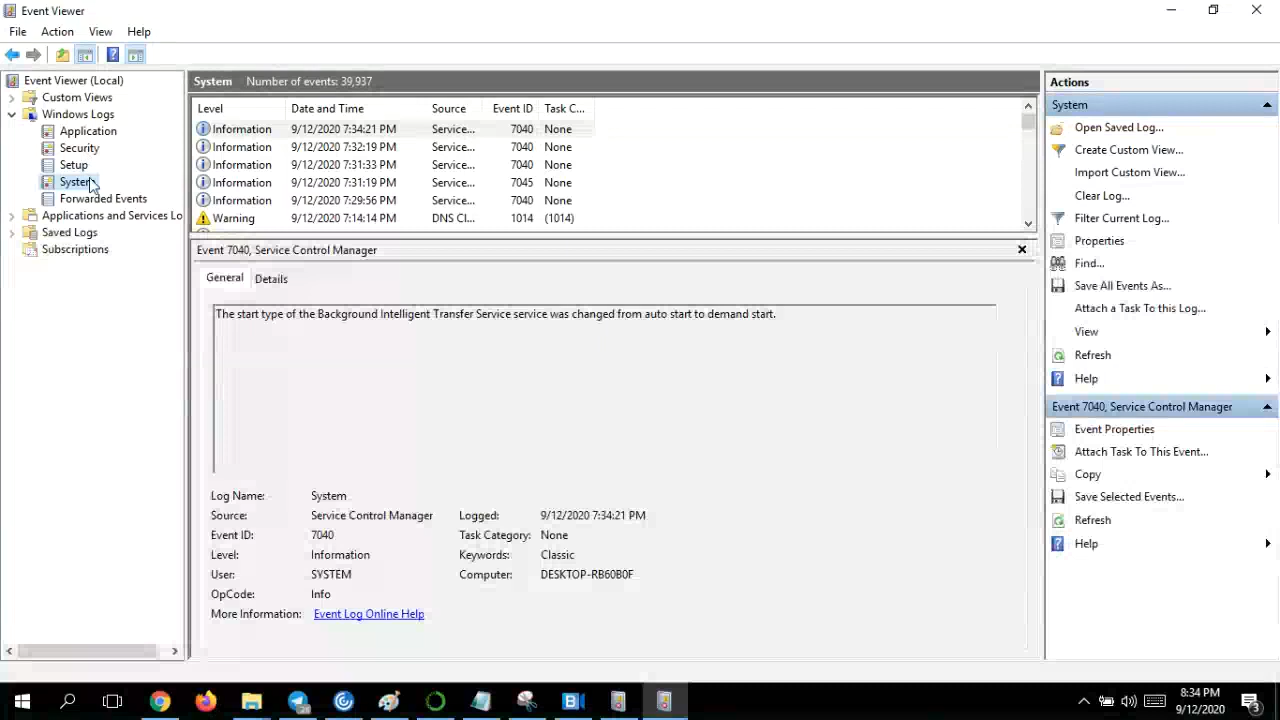 Event Viewer
File Action View Help
Event Viewer (Local)
Custom Views
Windows Logs
Application
Security
Setup
System
Forwarded Events
Applications and Services Lo
Saved Logs
Subscriptions
System Number of events: 39,937
Level Date and Time Source Event ID Task C...
Information 9/12/2020 7:34:21 PM Service... 7040 None
Information 9/12/2020 7:32:19 PM Service... 7040 None
Information 9/12/2020 7:31:33 PM Service... 7040 None
Information 9/12/2020 7:31:19 PM Service... 7045 None
Information 9/12/2020 7:29:56 PM Service... 7040 None
Warning 9/12/2020 7:14:14 PM DNS Cl... 1014 (1014)
Event 7040, Service Control Manager
General Details
The start type of the Background Intelligent Transfer Service service was changed from auto start to demand start.
Log Name: System
Source: Service Control Manager Logged: 9/12/2020 7:34:21 PM
Event ID: 7040 Task Category: None
Level: Information Keywords: Classic
User: SYSTEM Computer: DESKTOP-RB60B0F
OpCode: Info
More Information: Event Log Online Help
Actions
System
Open Saved Log...
Create Custom View...
Import Custom View...
Clear Log...
Filter Current Log...
Properties
Find...
Save All Events As...
Attach a Task To this Log...
View
Refresh
Help
Event 7040, Service Control Manager
Event Properties
Attach Task To This Event...
Copy
Save Selected Events...
Refresh
Help
8:34 PM
9/12/2020
3